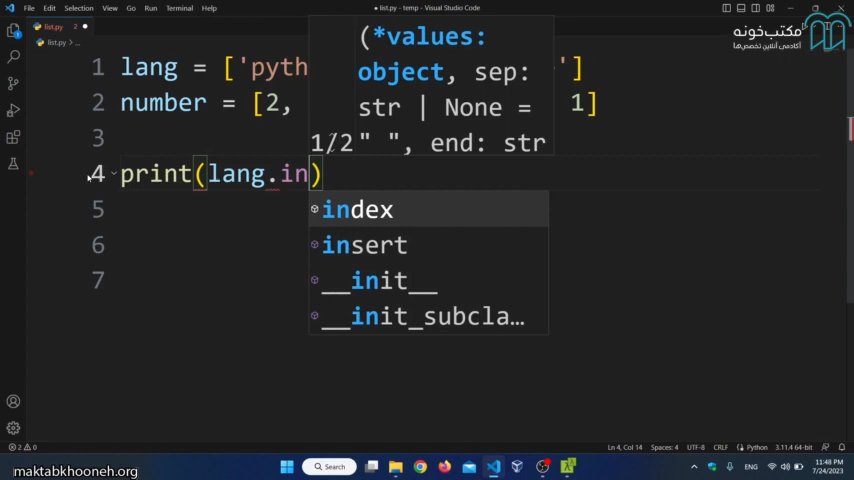 File Edit Selection View Go Run Terminal Help
● list.py - temp - Visual Studio Code
list.py 2 ●
list.py > ...
مکتب‌خونه
آکادمی آنلاین تخصص‌ها
1 lang = ['pyth ']
2 number = [2, 1]
3
4 print(lang.in)
5
6
7
(*values:
object, sep:
str | None =
1/2 " ", end: str
index
insert
__init__
__init_subcla…
⊗ 2 ⚠ 0
Ln 4, Col 14 Spaces: 4 UTF-8 CRLF Python 3.11.4 64-bit
Search
ENG
11:48 PM
7/24/2023
maktabkhooneh.org